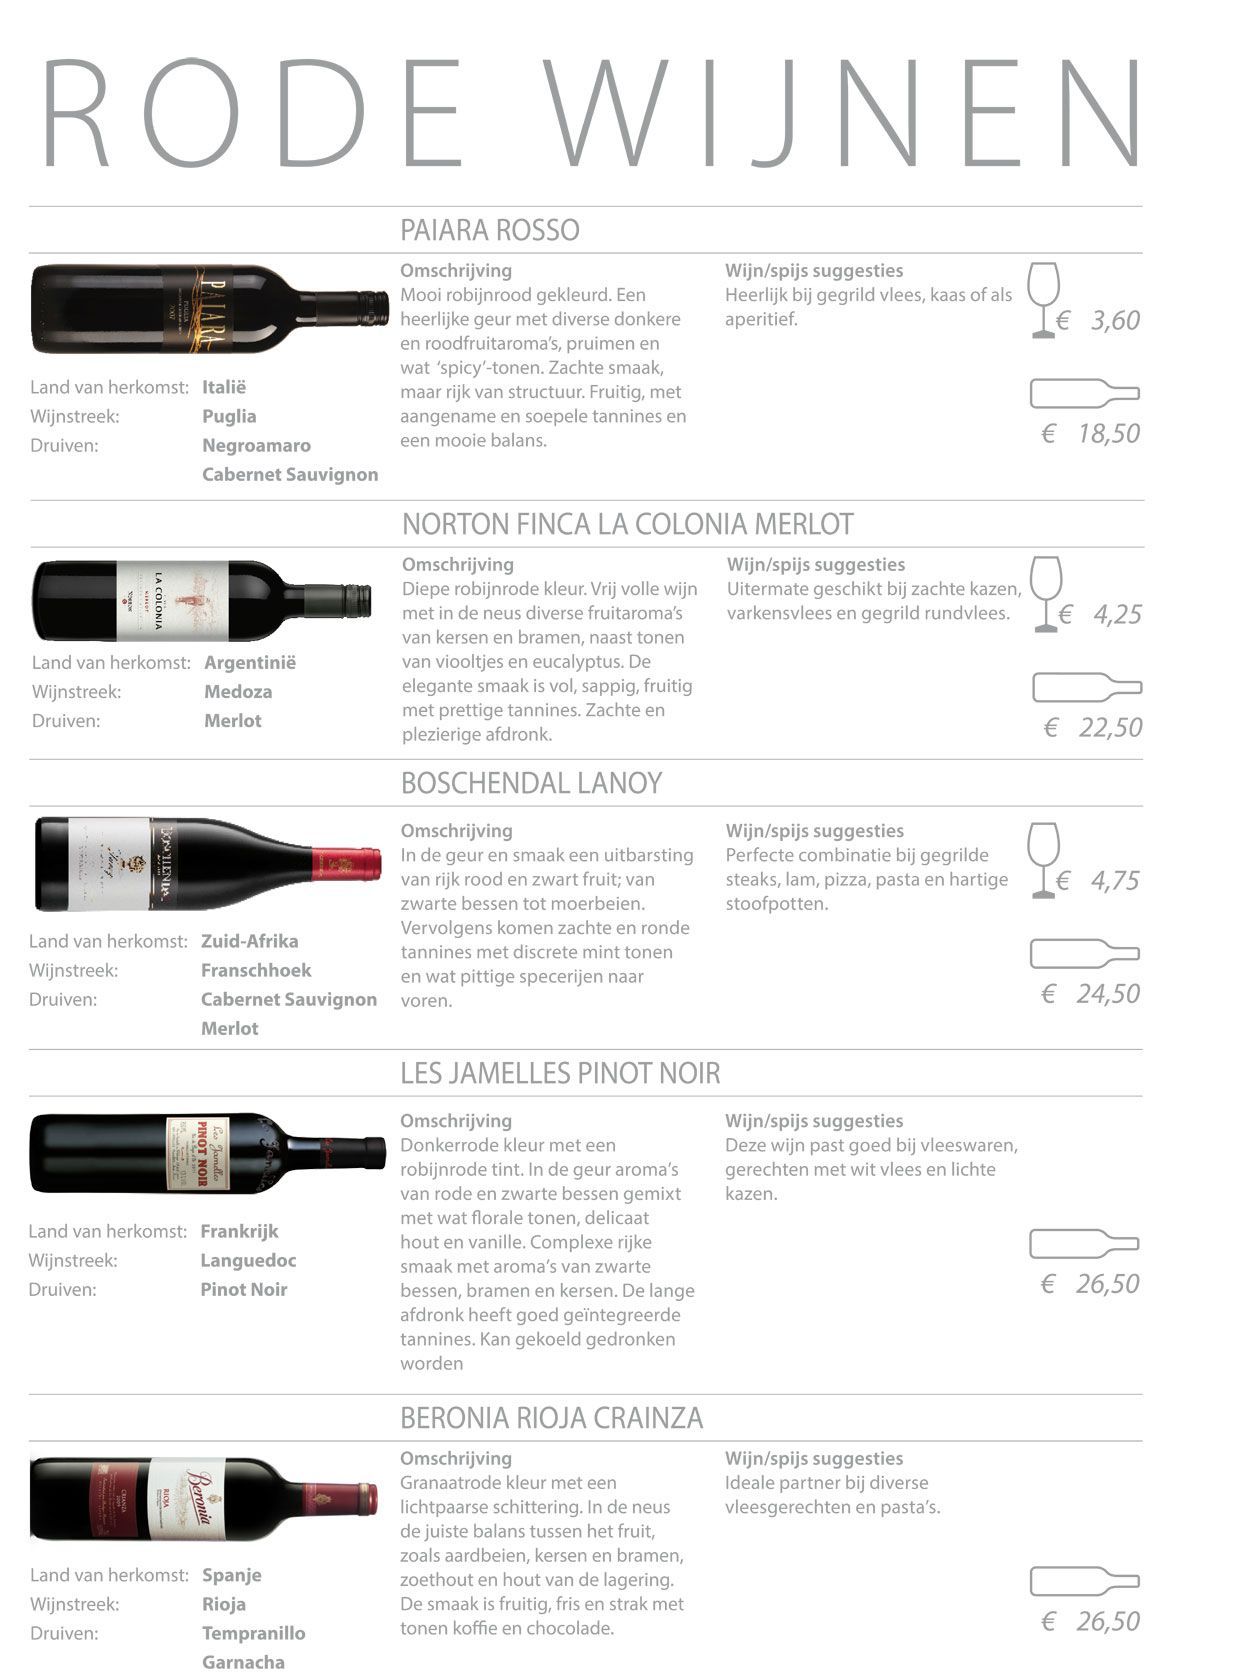 RODE WIJNEN
PAIARA ROSSO
PAIARA
PUGLIA
Land van herkomst: Italië
Wijnstreek: Puglia
Druiven: Negroamaro
Cabernet Sauvignon
Omschrijving
Mooi robijnrood gekleurd. Een
heerlijke geur met diverse donkere
en roodfruitaroma's, pruimen en
wat 'spicy'-tonen. Zachte smaak,
maar rijk van structuur. Fruitig, met
aangename en soepele tannines en
een mooie balans.
Wijn/spijs suggesties
Heerlijk bij gegrild vlees, kaas of als
aperitief.
€ 3,60
€ 18,50
NORTON FINCA LA COLONIA MERLOT
LA COLONIA
MERLOT
NORTON
Land van herkomst: Argentinië
Wijnstreek: Medoza
Druiven: Merlot
Omschrijving
Diepe robijnrode kleur. Vrij volle wijn
met in de neus diverse fruitaroma's
van kersen en bramen, naast tonen
van viooltjes en eucalyptus. De
elegante smaak is vol, sappig, fruitig
met prettige tannines. Zachte en
plezierige afdronk.
Wijn/spijs suggesties
Uitermate geschikt bij zachte kazen,
varkensvlees en gegrild rundvlees.
€ 4,25
€ 22,50
BOSCHENDAL LANOY
Land van herkomst: Zuid-Afrika
Wijnstreek: Franschhoek
Druiven: Cabernet Sauvignon
Merlot
Omschrijving
In de geur en smaak een uitbarsting
van rijk rood en zwart fruit; van
zwarte bessen tot moerbeien.
Vervolgens komen zachte en ronde
tannines met discrete mint tonen
en wat pittige specerijen naar
voren.
Wijn/spijs suggesties
Perfecte combinatie bij gegrilde
steaks, lam, pizza, pasta en hartige
stoofpotten.
€ 4,75
€ 24,50
LES JAMELLES PINOT NOIR
Les Jamelles
PINOT NOIR
Land van herkomst: Frankrijk
Wijnstreek: Languedoc
Druiven: Pinot Noir
Omschrijving
Donkerrode kleur met een
robijnrode tint. In de geur aroma's
van rode en zwarte bessen gemixt
met wat florale tonen, delicaat
hout en vanille. Complexe rijke
smaak met aroma's van zwarte
bessen, bramen en kersen. De lange
afdronk heeft goed geïntegreerde
tannines. Kan gekoeld gedronken
worden
Wijn/spijs suggesties
Deze wijn past goed bij vleeswaren,
gerechten met wit vlees en lichte
kazen.
€ 26,50
BERONIA RIOJA CRAINZA
Beronia
RIOJA
CRIANZA
Land van herkomst: Spanje
Wijnstreek: Rioja
Druiven: Tempranillo
Garnacha
Omschrijving
Granaatrode kleur met een
lichtpaarse schittering. In de neus
de juiste balans tussen het fruit,
zoals aardbeien, kersen en bramen,
zoethout en hout van de lagering.
De smaak is fruitig, fris en strak met
tonen koffie en chocolade.
Wijn/spijs suggesties
Ideale partner bij diverse
vleesgerechten en pasta's.
€ 26,50